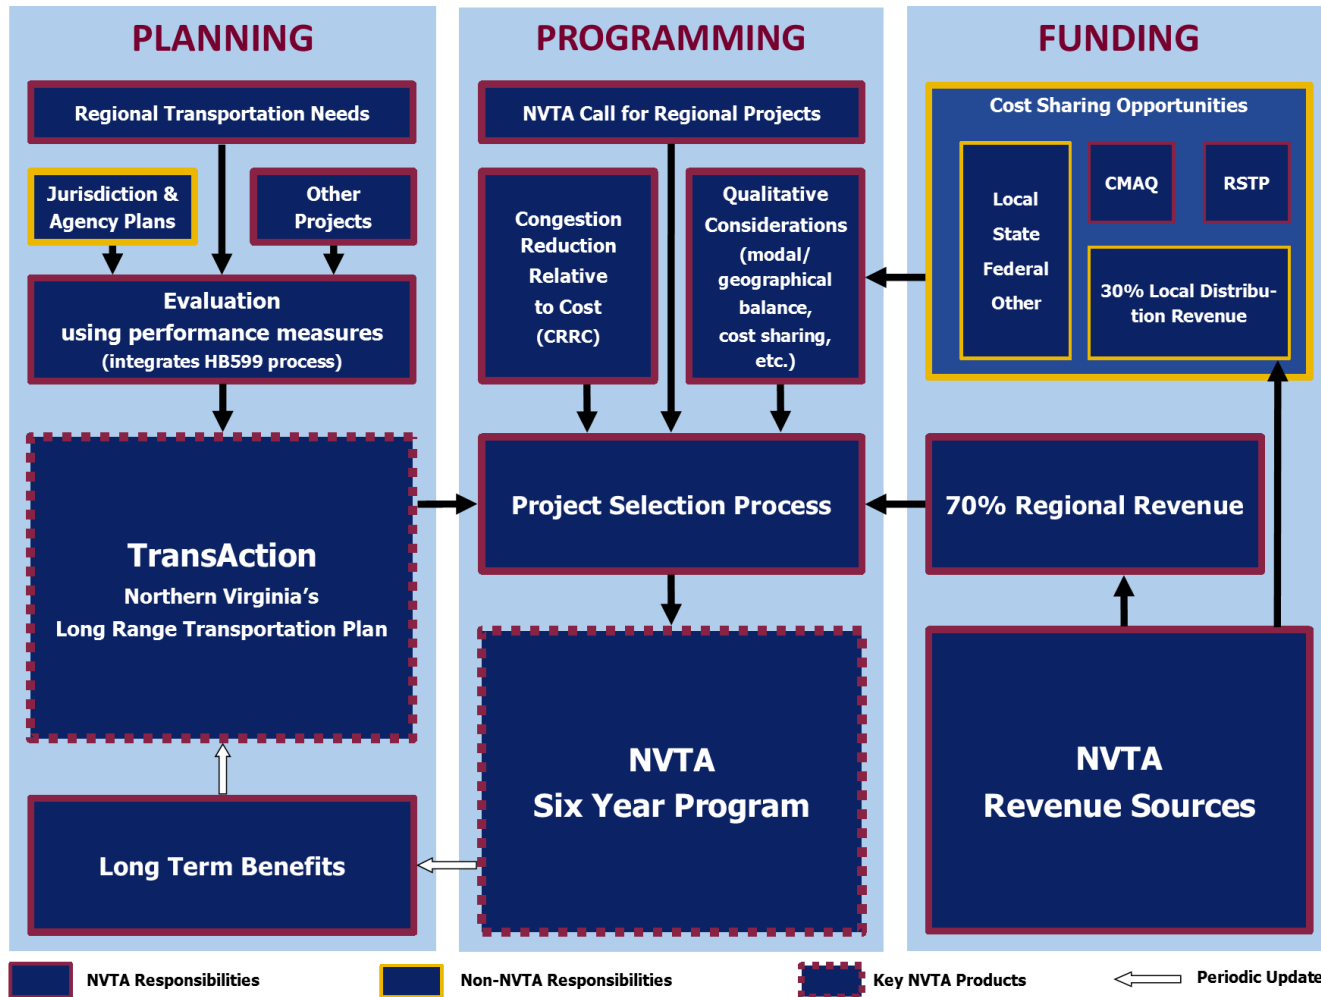 PLANNING
Regional Transportation Needs
Jurisdiction &
Agency Plans
Other
Projects
Evaluation
using performance measures
(integrates HB599 process)
TransAction
Northern Virginia's
Long Range Transportation Plan
Long Term Benefits
PROGRAMMING
NVTA Call for Regional Projects
Congestion
Reduction
Relative
to Cost
(CRRC)
Qualitative
Considerations
(modal/
geographical
balance,
cost sharing,
etc.)
Project Selection Process
NVTA
Six Year Program
FUNDING
Cost Sharing Opportunities
Local
State
Federal
Other
CMAQ
RSTP
30% Local Distribu-
tion Revenue
70% Regional Revenue
NVTA
Revenue Sources
NVTA Responsibilities
Non-NVTA Responsibilities
Key NVTA Products
Periodic Update